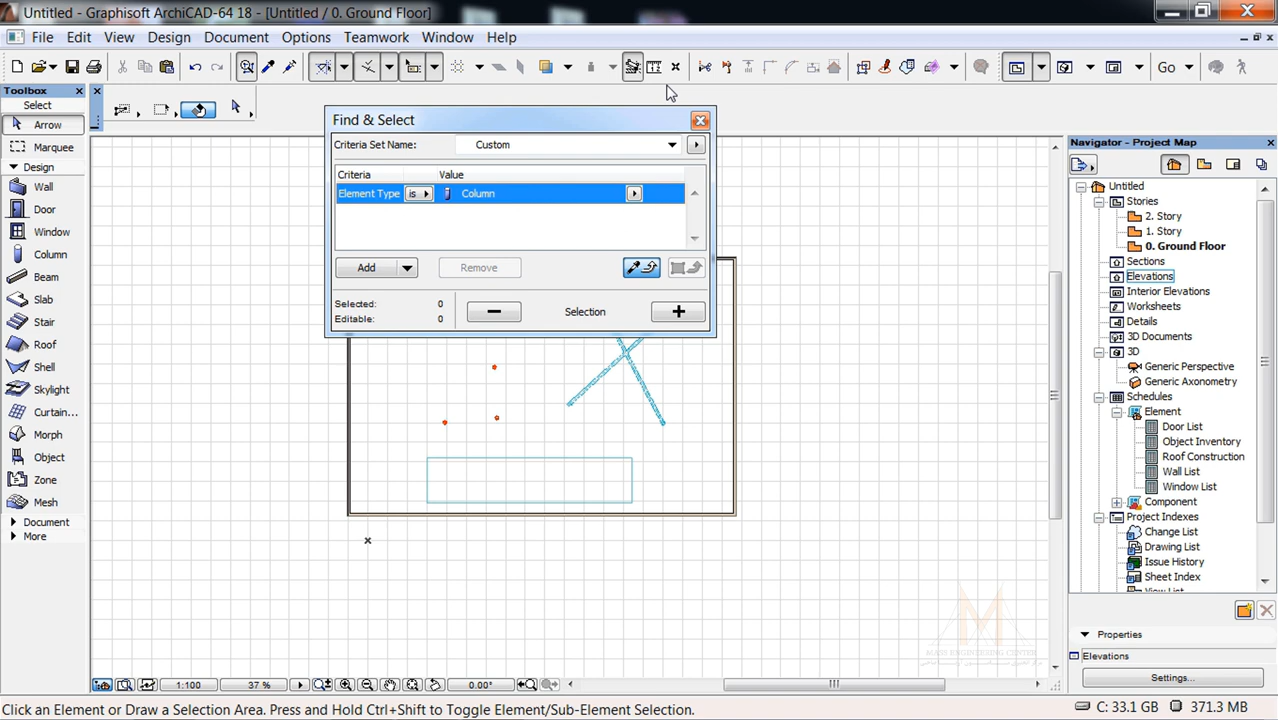 Untitled - Graphisoft ArchiCAD-64 18 - [Untitled / 0. Ground Floor]
File Edit View Design Document Options Teamwork Window Help
Go
Toolbox
Select
Arrow
Marquee
Design
Wall
Door
Window
Column
Beam
Slab
Stair
Roof
Shell
Skylight
Curtain...
Morph
Object
Zone
Mesh
Document
More
Find & Select
Criteria Set Name: Custom
Criteria Value
Element Type is Column
Add Remove
Selected: 0
Editable: 0
Selection
Navigator - Project Map
Untitled
Stories
2. Story
1. Story
0. Ground Floor
Sections
Elevations
Interior Elevations
Worksheets
Details
3D Documents
3D
Generic Perspective
Generic Axonometry
Schedules
Element
Door List
Object Inventory
Roof Construction
Wall List
Window List
Component
Project Indexes
Change List
Drawing List
Issue History
Sheet Index
View List
Properties
Elevations
Settings...
MASS ENGINEERING CENTER
1:100 37 % 0.00°
Click an Element or Draw a Selection Area. Press and Hold Ctrl+Shift to Toggle Element/Sub-Element Selection.
C: 33.1 GB 371.3 MB